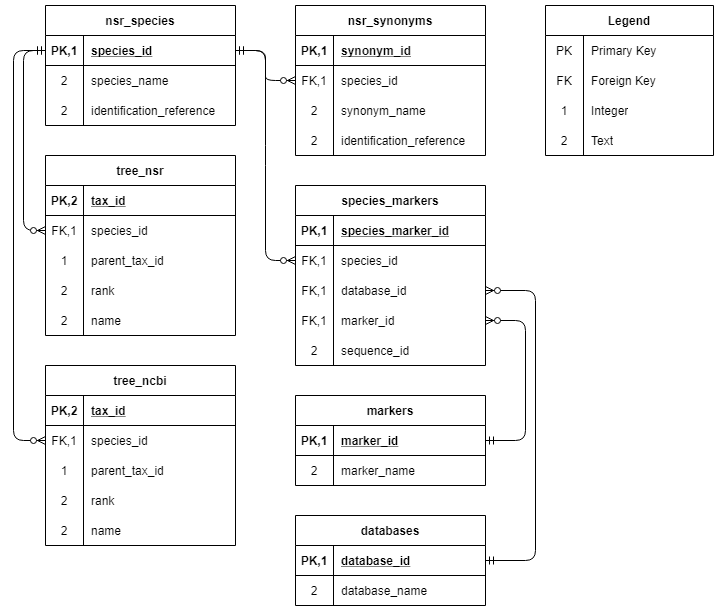 nsr_species
PK,1 species_id
2 species_name
2 identification_reference
tree_nsr
PK,2 tax_id
FK,1 species_id
1 parent_tax_id
2 rank
2 name
tree_ncbi
PK,2 tax_id
FK,1 species_id
1 parent_tax_id
2 rank
2 name
nsr_synonyms
PK,1 synonym_id
FK,1 species_id
2 synonym_name
2 identification_reference
species_markers
PK,1 species_marker_id
FK,1 species_id
FK,1 database_id
FK,1 marker_id
2 sequence_id
markers
PK,1 marker_id
2 marker_name
databases
PK,1 database_id
2 database_name
Legend
PK Primary Key
FK Foreign Key
1 Integer
2 Text